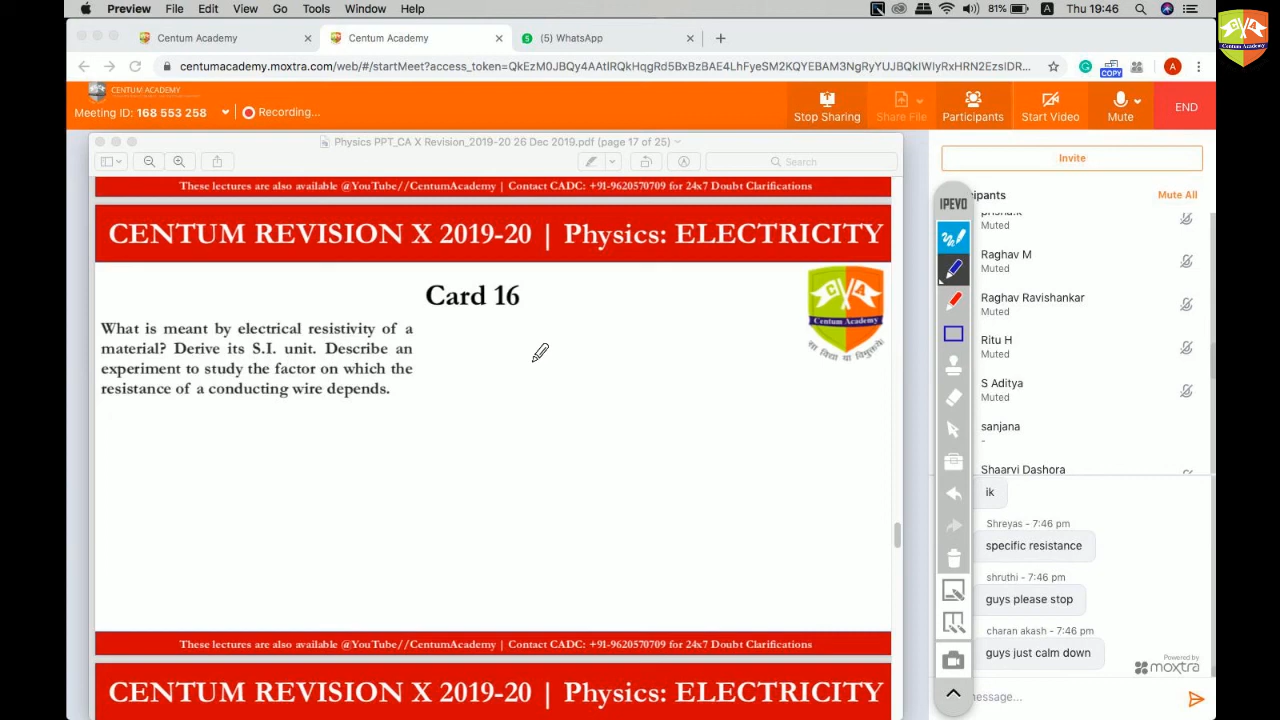 Preview File Edit View Go Tools Window Help 81% A Thu 19:46
Centum Academy Centum Academy (5) WhatsApp
CENTUM ACADEMY
Meeting ID: 168 553 258 Recording...
Stop Sharing Share File Participants Start Video Mute END
Physics PPT_CA X Revision_2019-20 26 Dec 2019.pdf (page 17 of 25)
Search
These lectures are also available @YouTube//CentumAcademy | Contact CADC: +91-9620570709 for 24x7 Doubt Clarifications
CENTUM REVISION X 2019-20 | Physics: ELECTRICITY
Card 16
Centum Academy
What is meant by electrical resistivity of a
material? Derive its S.I. unit. Describe an
experiment to study the factor on which the
resistance of a conducting wire depends.
These lectures are also available @YouTube//CentumAcademy | Contact CADC: +91-9620570709 for 24x7 Doubt Clarifications
CENTUM REVISION X 2019-20 | Physics: ELECTRICITY
Invite
IPEVO
cipants Mute All
Muted
Raghav M
Muted
Raghav Ravishankar
Muted
Ritu H
Muted
S Aditya
Muted
sanjana
-
Shaarvi Dashora
ik
Shreyas - 7:46 pm
specific resistance
shruthi - 7:46 pm
guys please stop
charan akash - 7:46 pm
guys just calm down
Powered by
moxtra
essage...